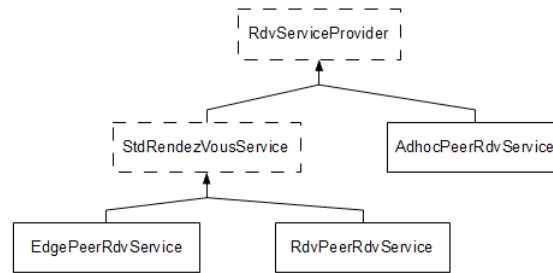 RdvServiceProvider
StdRendezVousService
AdhocPeerRdvService
EdgePeerRdvService
RdvPeerRdvService